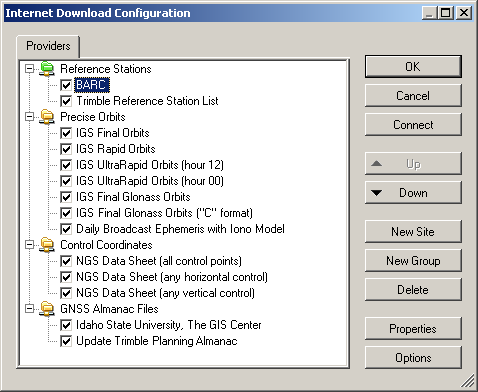 Internet Download Configuration
Providers
Reference Stations
BARC
Trimble Reference Station List
Precise Orbits
IGS Final Orbits
IGS Rapid Orbits
IGS UltraRapid Orbits (hour 12)
IGS UltraRapid Orbits (hour 00)
IGS Final Glonass Orbits
IGS Final Glonass Orbits ("C" format)
Daily Broadcast Ephemeris with Iono Model
Control Coordinates
NGS Data Sheet (all control points)
NGS Data Sheet (any horizontal control)
NGS Data Sheet (any vertical control)
GNSS Almanac Files
Idaho State University, The GIS Center
Update Trimble Planning Almanac
OK
Cancel
Connect
Up
Down
New Site
New Group
Delete
Properties
Options